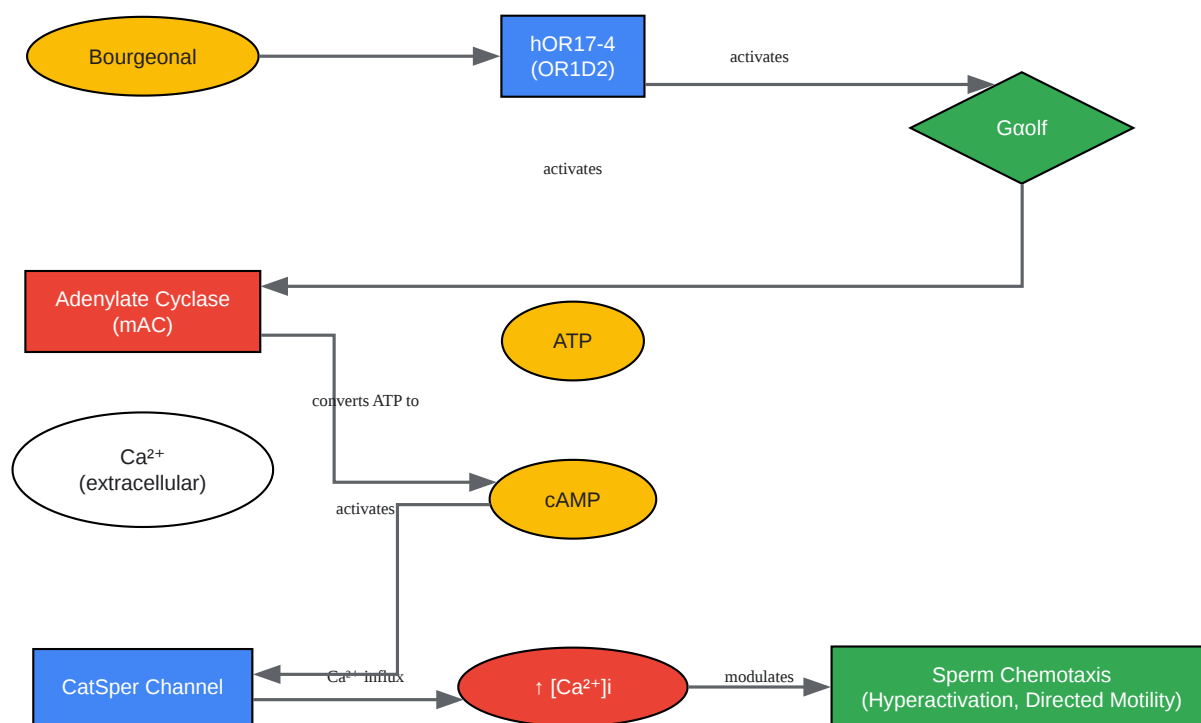 Bourgeonal
hOR17-4
(OR1D2)
activates
Gαolf
activates
Adenylate Cyclase
(mAC)
ATP
converts ATP to
Ca²⁺
(extracellular)
cAMP
activates
CatSper Channel
Ca²⁺ influx
↑ [Ca²⁺]i
modulates
Sperm Chemotaxis
(Hyperactivation, Directed Motility)